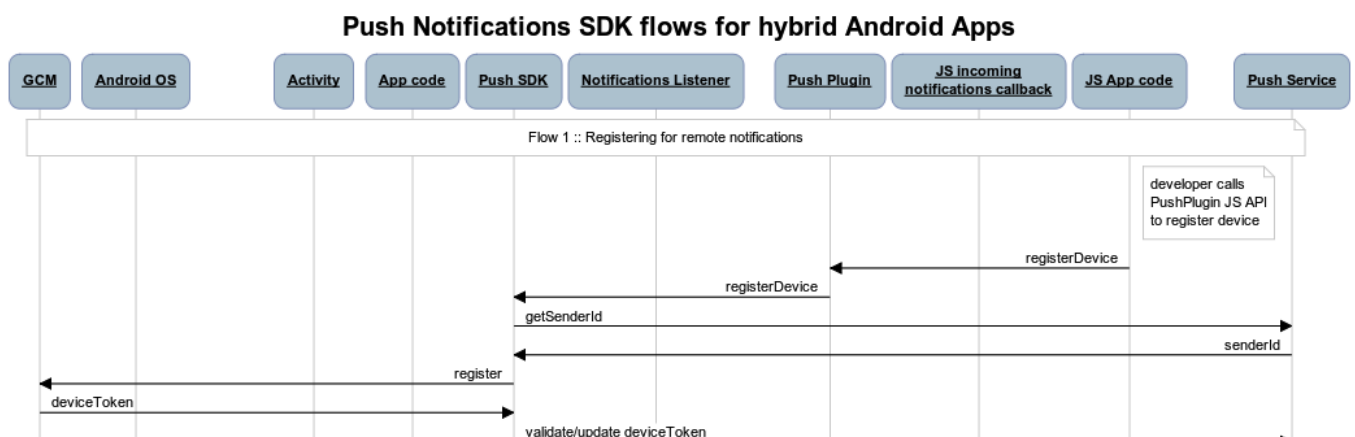 Push Notifications SDK flows for hybrid Android Apps
GCM
Android OS
Activity
App code
Push SDK
Notifications Listener
Push Plugin
JS incoming
notifications callback
JS App code
Push Service
Flow 1 :: Registering for remote notifications
developer calls
PushPlugin JS API
to register device
registerDevice
registerDevice
getSenderId
senderId
register
deviceToken
validate/update deviceToken